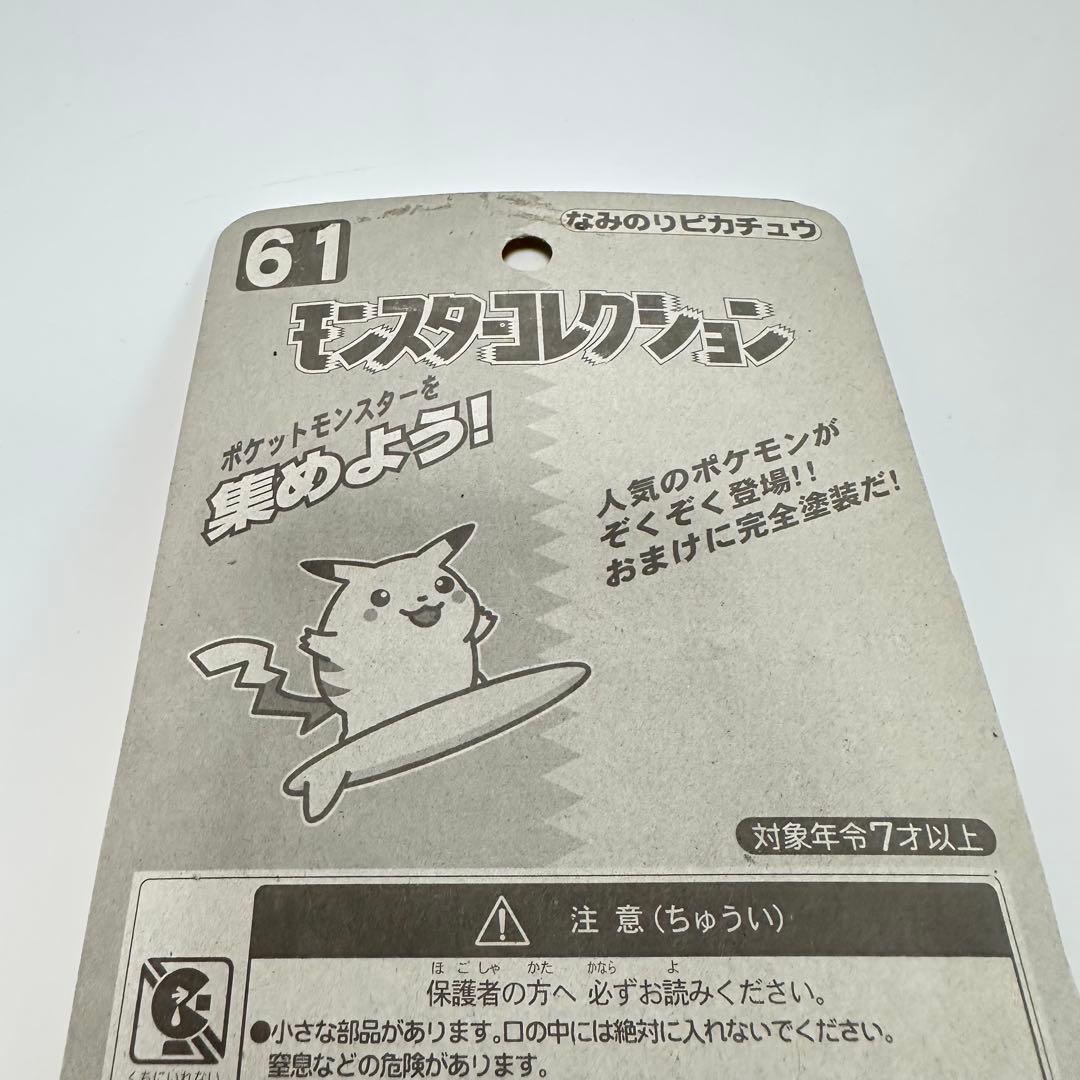 61
なみのりピカチュウ
モンスターコレクション
ポケットモンスターを
集めよう!
人気のポケモンが
ぞくぞく登場!!
おまけに完全塗装だ!
対象年令7才以上
注意(ちゅうい)
ほごしゃ かた かなら よ
保護者の方へ 必ずお読みください。
●小さな部品があります。口の中には絶対に入れないでください。
窒息などの危険があります。
くちにいれない